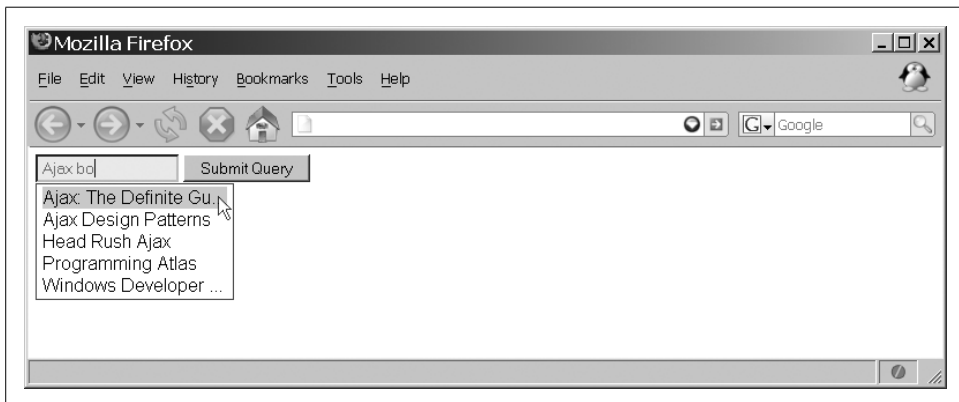 Mozilla Firefox
File Edit View History Bookmarks Tools Help
G Google
Ajax bo Submit Query
Ajax: The Definite Gu...
Ajax Design Patterns
Head Rush Ajax
Programming Atlas
Windows Developer ...